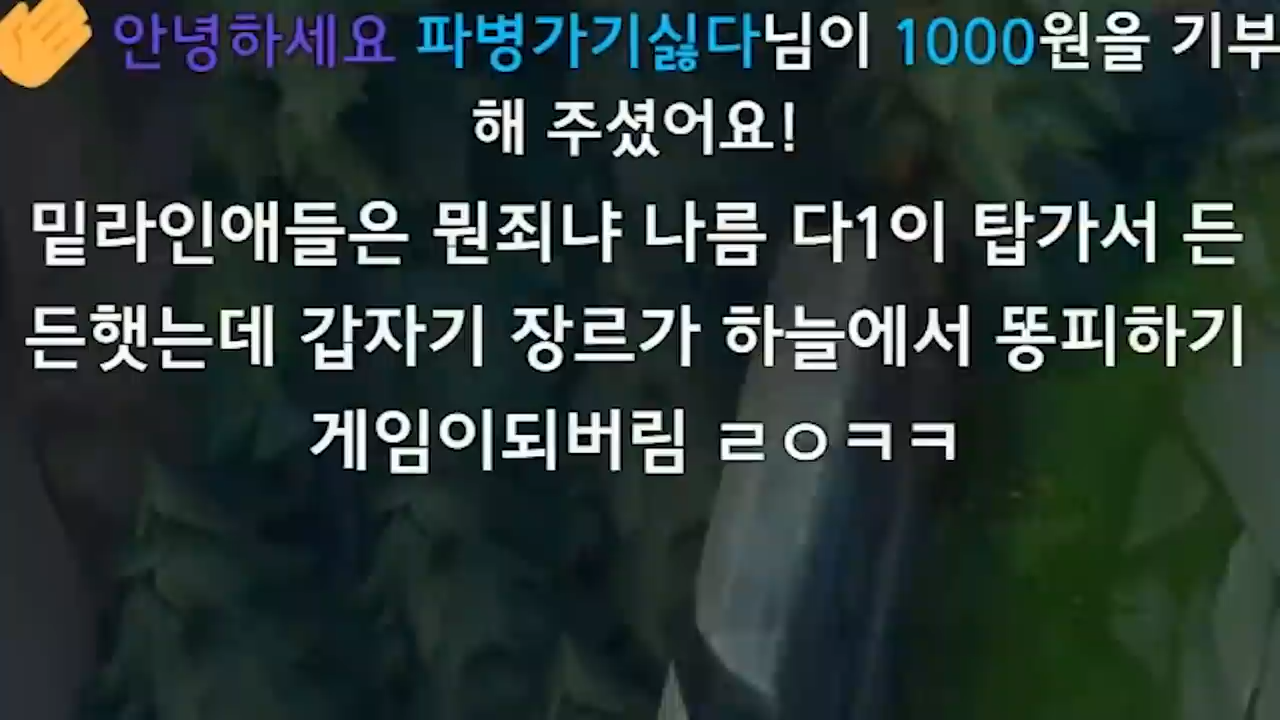 안녕하세요 파병가기싫다님이 1000원을 기부
해 주셨어요!
밑라인애들은 뭔죄냐 나름 다1이 탑가서 든
든햇는데 갑자기 장르가 하늘에서 똥피하기
게임이되버림 ㄹㅇㅋㅋ